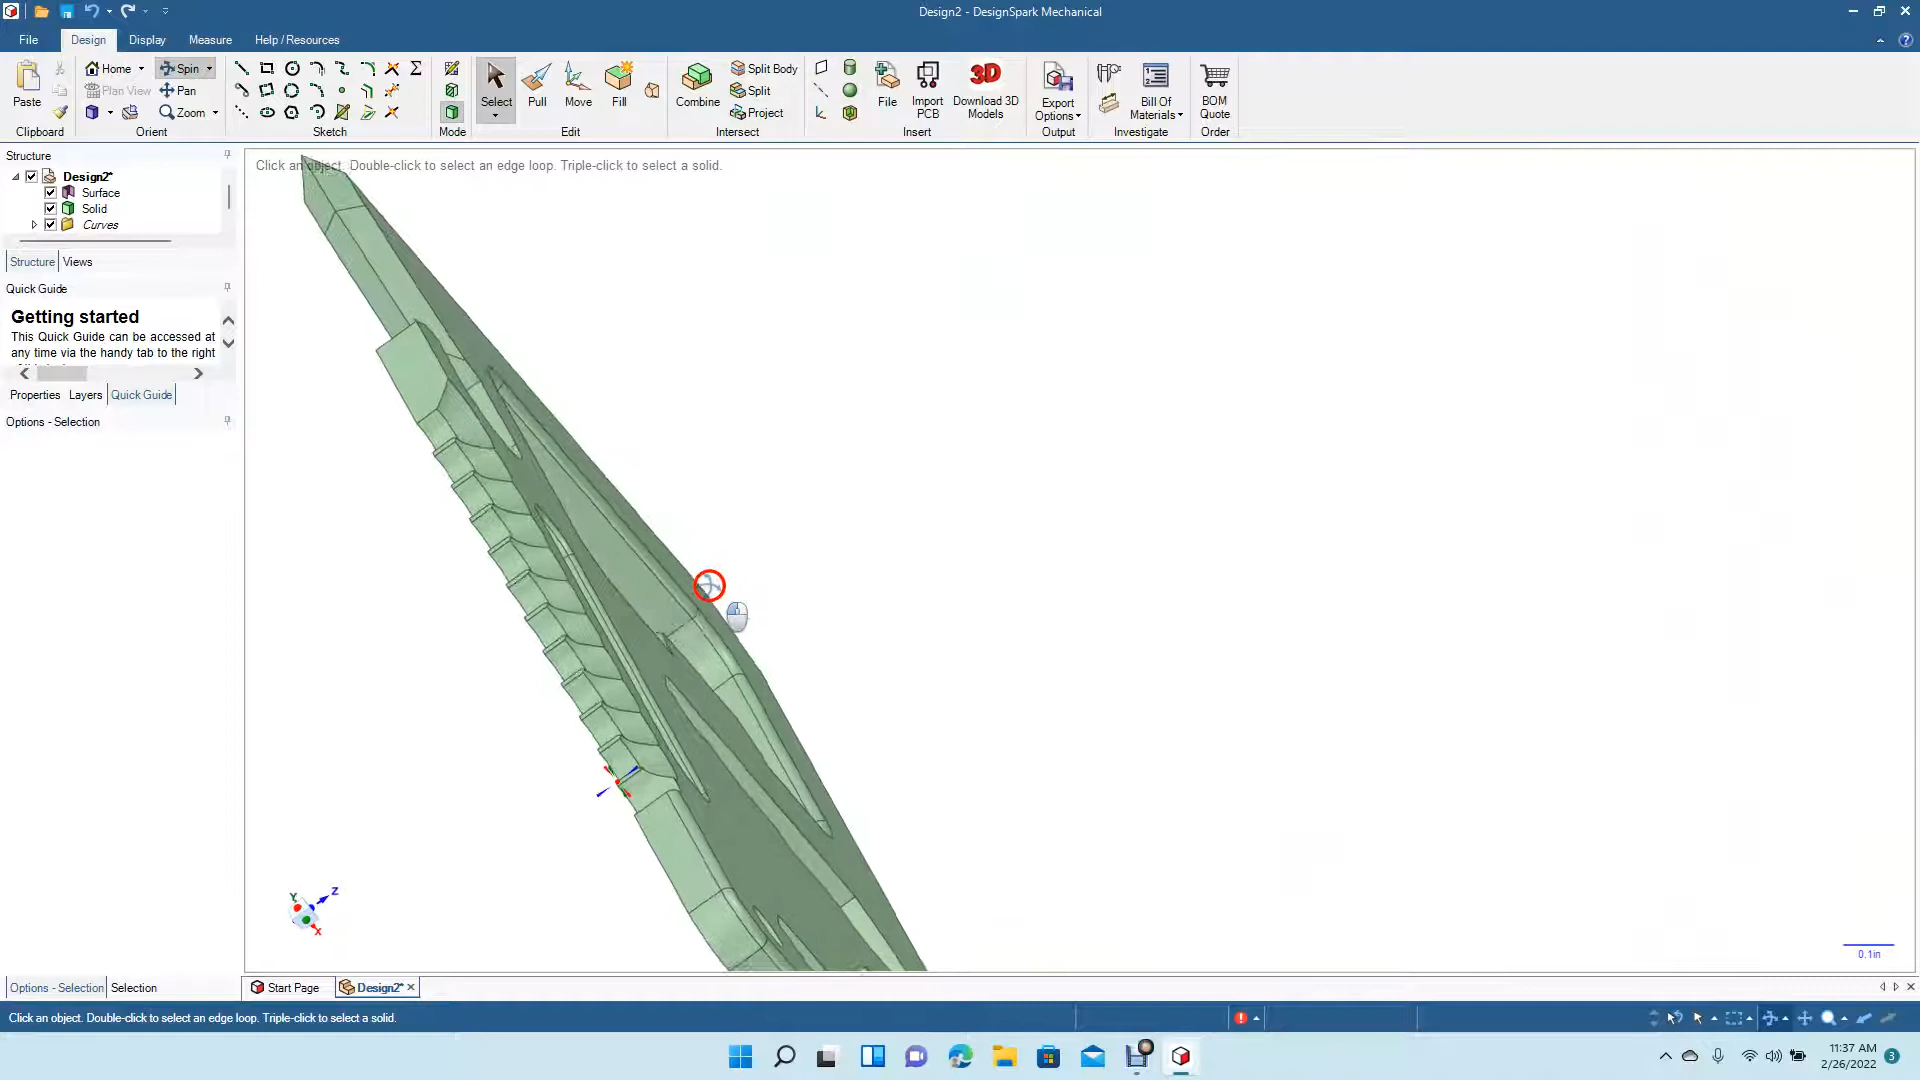 Design2 - DesignSpark Mechanical
File Design Display Measure Help / Resources
Paste Home Spin Plan View Pan Zoom Select Pull Move Fill Combine Split Body Split Project File Import PCB 3D Download 3D Models Export Options Bill Of Materials BOM Quote
Clipboard Orient Sketch Mode Edit Intersect Insert Output Investigate Order
Structure
Design2*
Surface
Solid
Curves
Structure Views
Quick Guide
Getting started
This Quick Guide can be accessed at
any time via the handy tab to the right
Properties Layers Quick Guide
Options - Selection
Click an object. Double-click to select an edge loop. Triple-click to select a solid.
Y Z
X
0.1in
Options - Selection Selection Start Page Design2*
Click an object. Double-click to select an edge loop. Triple-click to select a solid.
11:37 AM
2/26/2022 3